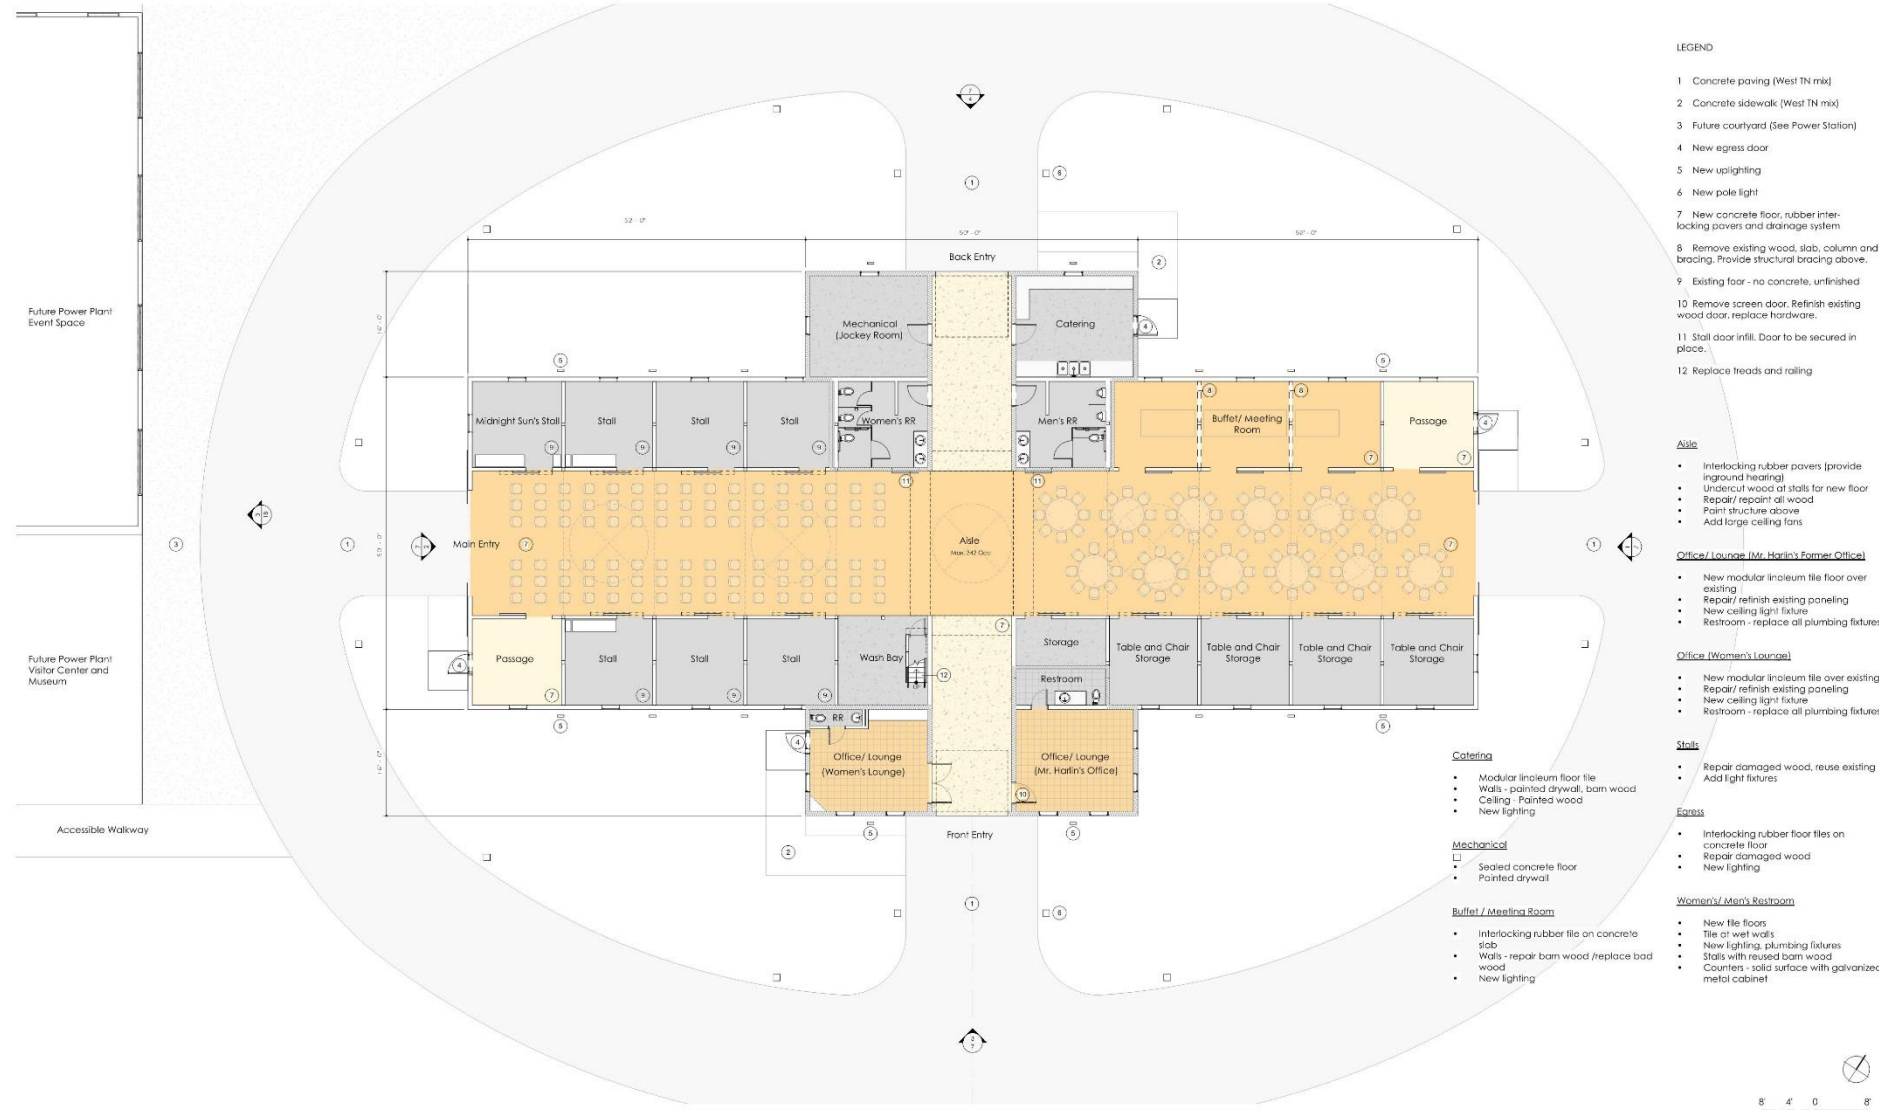 LEGEND
1 Concrete paving (West TN mix)
2 Concrete sidewalk (West TN mix)
3 Future courtyard (See Power Station)
4 New egress door
5 New uplighting
6 New pole light
7 New concrete floor, rubber inter-
locking pavers and drainage system
8 Remove existing wood, slab, column and
bracing. Provide structural bracing above.
9 Existing foor - no concrete, unfinished
10 Remove screen door. Refinish existing
wood door, replace hardware.
11 Stall door infill. Door to be secured in
place.
12 Replace treads and railing
Aisle
• Interlocking rubber pavers (provide
inground hearing)
• Undercut wood at stalls for new floor
• Repair/ repaint all wood
• Paint structure above
• Add large ceiling fans
Office/ Lounge (Mr. Harlin's Former Office)
• New modular linoleum tile floor over
existing
• Repair/ refinish existing paneling
• New ceiling light fixture
• Restroom - replace all plumbing fixtures
Office (Women's Lounge)
• New modular linoleum tile over existing
• Repair/ refinish existing paneling
• New ceiling light fixture
• Restroom - replace all plumbing fixtures
Stalls
• Repair damaged wood, reuse existing
• Add light fixtures
Egress
• Interlocking rubber floor tiles on
concrete floor
• Repair damaged wood
• New lighting
Women's/ Men's Restroom
• New tile floors
• Tile at wet walls
• New lighting, plumbing fixtures
• Stalls with reused barn wood
• Counters - solid surface with galvanized
metal cabinet
Catering
• Modular linoleum floor tile
• Walls - painted drywall, barn wood
• Ceiling - Painted wood
• New lighting
Mechanical
• Sealed concrete floor
• Painted drywall
Buffet / Meeting Room
• Interlocking rubber tile on concrete
slab
• Walls - repair barn wood /replace bad
wood
• New lighting
Future Power Plant
Event Space
Future Power Plant
Visitor Center and
Museum
Accessible Walkway
52' - 0"
50' - 0"
52' - 0"
Back Entry
Mechanical
(Jockey Room)
Catering
Midnight Sun's Stall
Stall
Stall
Stall
Women's RR
Men's RR
Buffet/ Meeting
Room
Passage
Main Entry
Aisle
Max. 242 Occ
Passage
Stall
Stall
Stall
Wash Bay
UP
Storage
Restroom
Table and Chair
Storage
Table and Chair
Storage
Table and Chair
Storage
Table and Chair
Storage
RR
Office/ Lounge
(Women's Lounge)
Office/ Lounge
(Mr. Harlin's Office)
Front Entry
8' 4' 0 8'